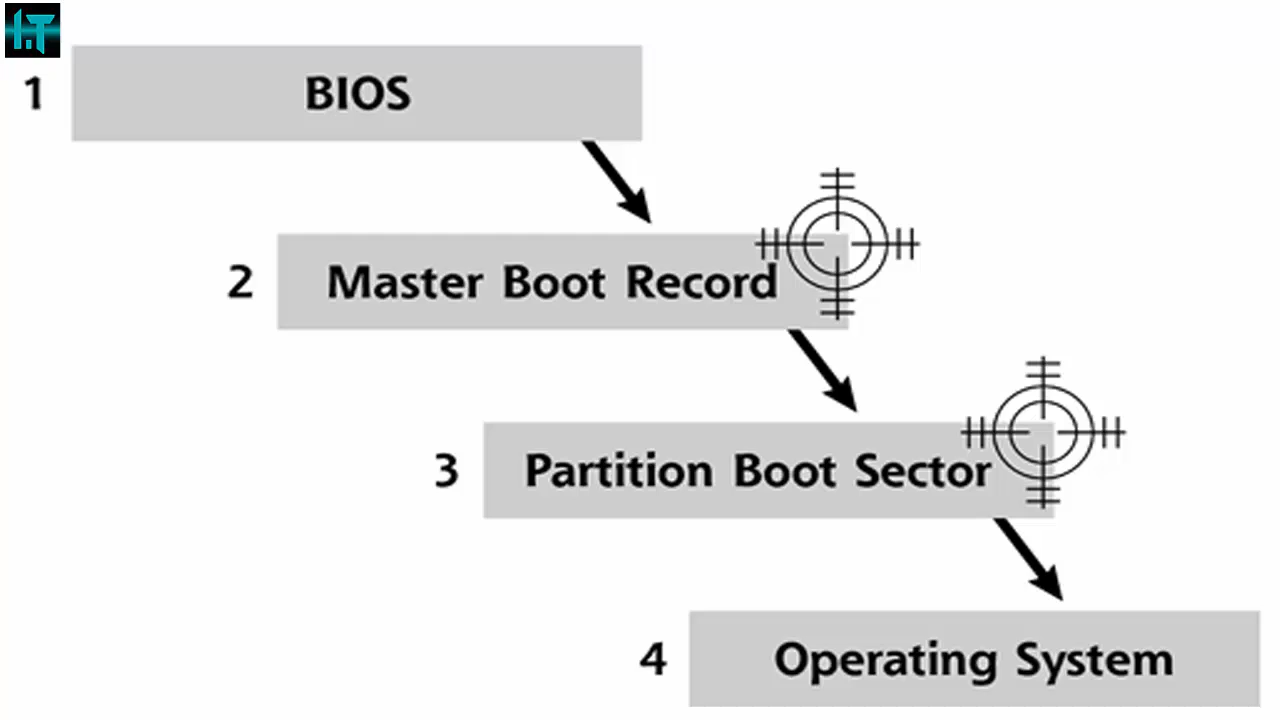 I.T
1 BIOS
2 Master Boot Record
3 Partition Boot Sector
4 Operating System